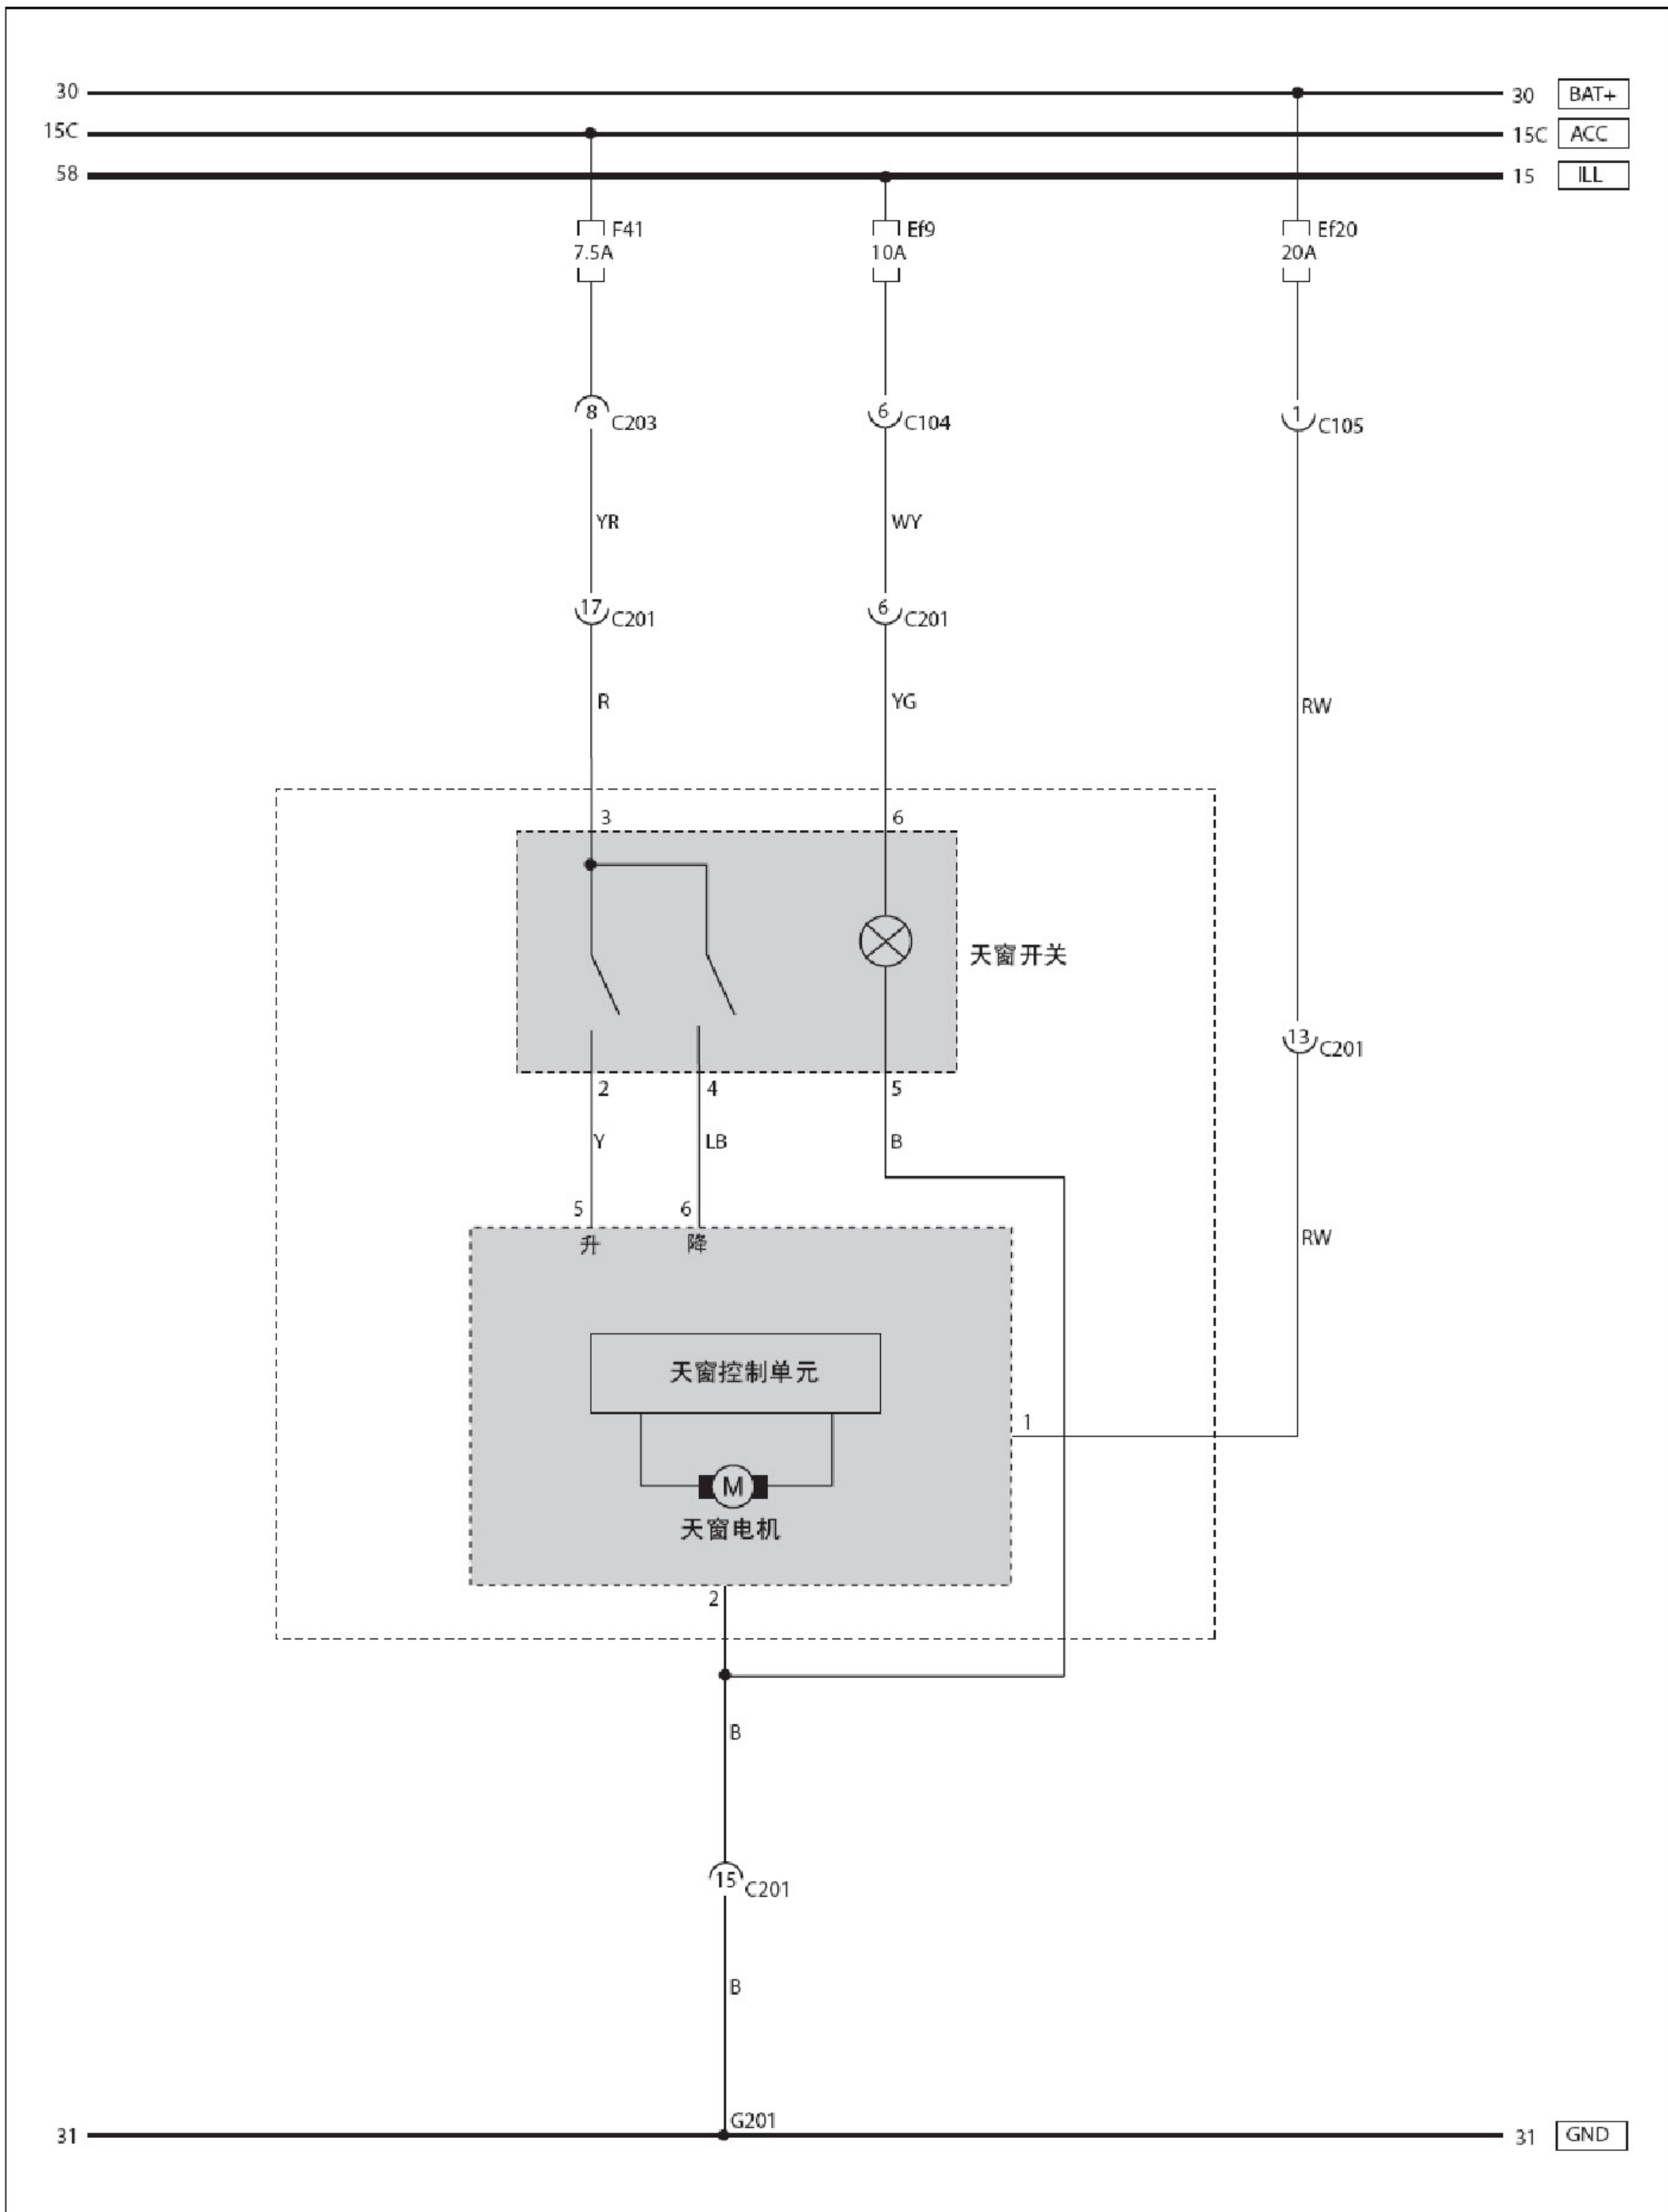 30
30 BAT+
15C
15C ACC
58
15 ILL
F41
7.5A
Ef9
10A
Ef20
20A
8 C203
6 C104
1 C105
YR
WY
17 C201
6 C201
R
YG
RW
3
6
天窗开关
13 C201
2
4
5
Y
LB
B
5
6
升
降
RW
天窗控制单元
1
M
天窗电机
2
B
15 C201
B
G201
31
31 GND